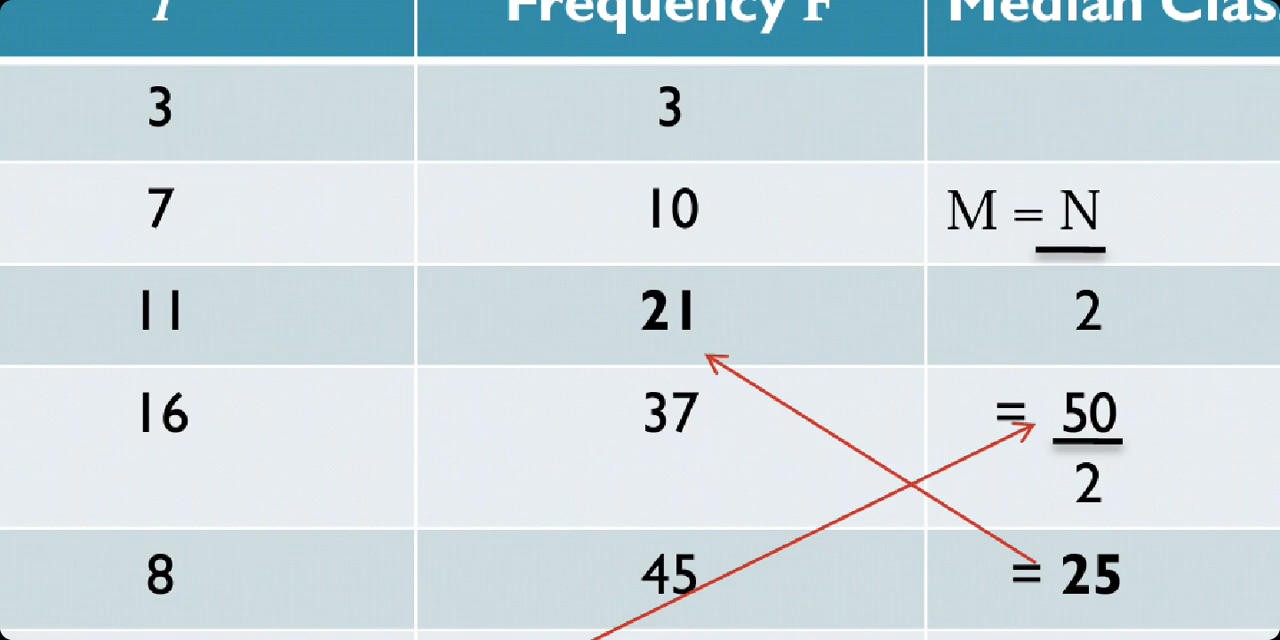 Frequency F
3 3
7 10 M = N
11 21 2
16 37 = 50
2
8 45 = 25